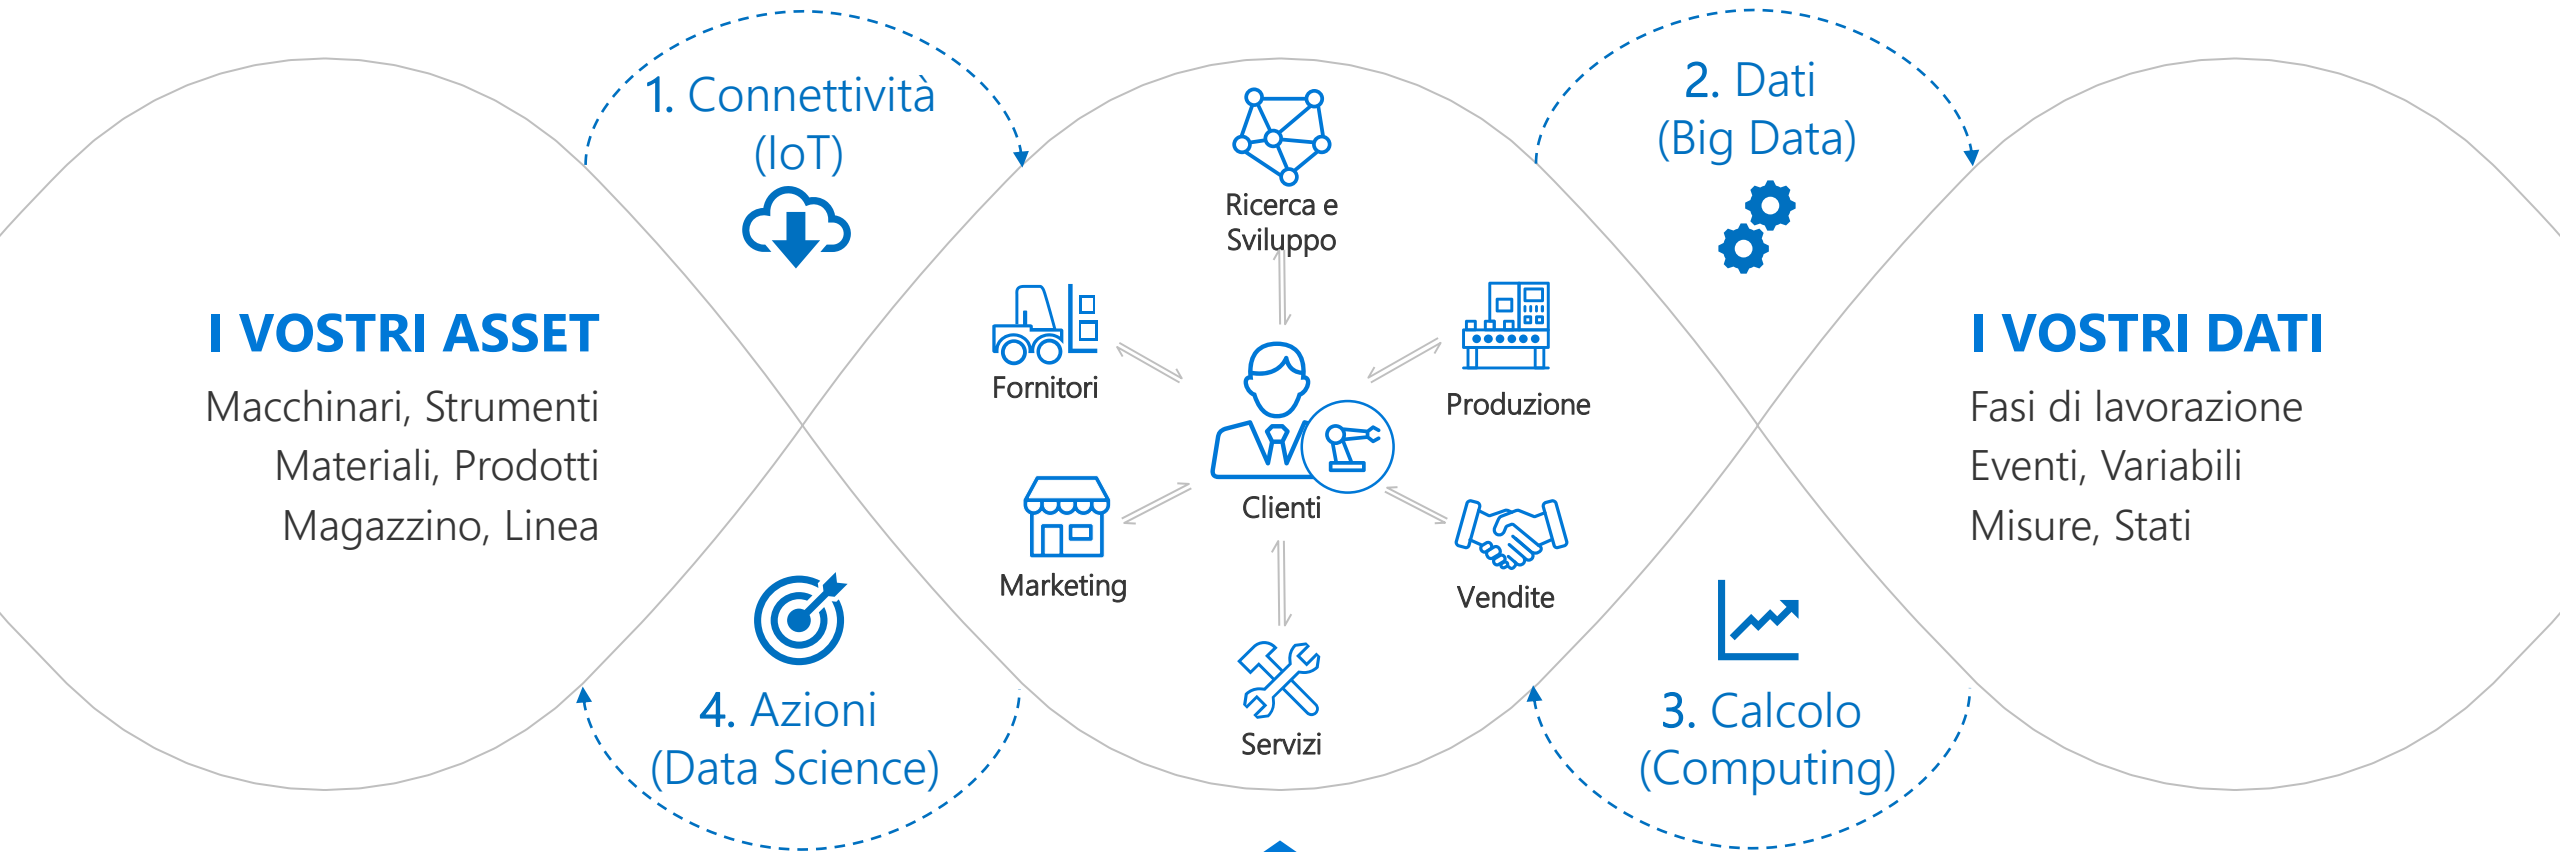 1. Connettività
(IoT)
2. Dati
(Big Data)
Ricerca e
Sviluppo
I VOSTRI ASSET
Macchinari, Strumenti
Materiali, Prodotti
Magazzino, Linea
Fornitori
Produzione
Clienti
Marketing
Vendite
Servizi
I VOSTRI DATI
Fasi di lavorazione
Eventi, Variabili
Misure, Stati
4. Azioni
(Data Science)
3. Calcolo
(Computing)